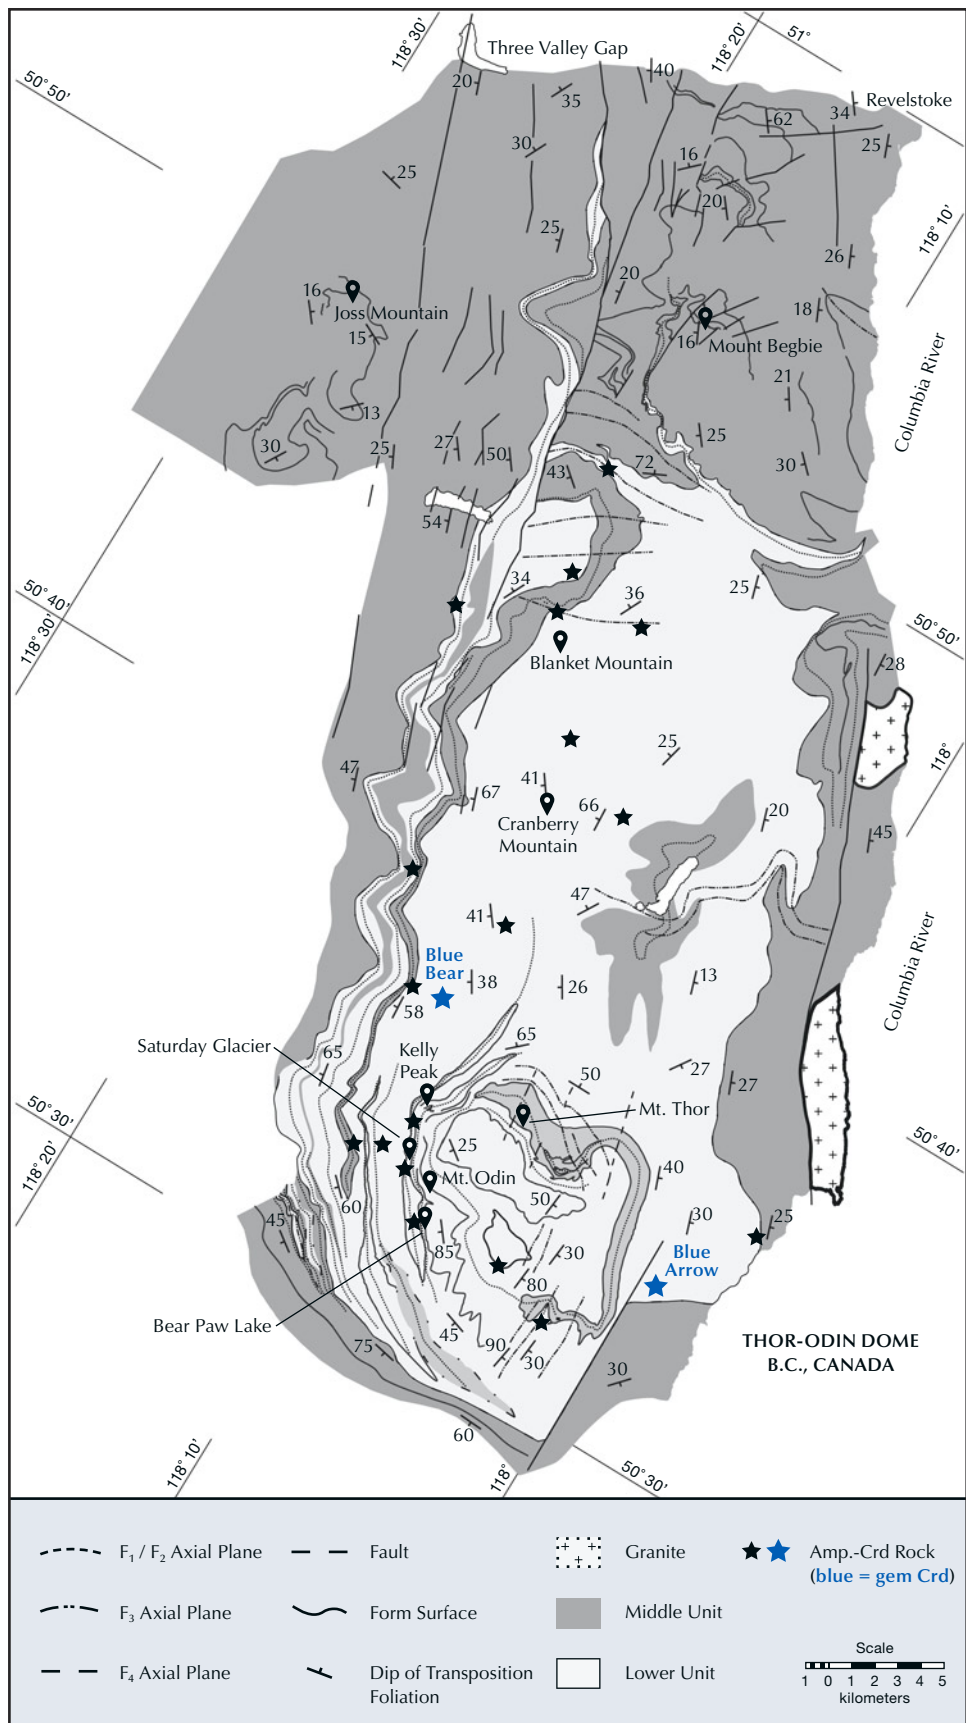 118° 30'
Three Valley Gap
118° 20'
51°
50° 50'
20
40
35
Revelstoke
34
62
30
25
16
25
20
118° 10'
25
26
20
16
Joss Mountain
18
15
16
Mount Begbie
Columbia River
21
13
30
25
27
50
25
43
72
30
54
50° 40'
118° 30'
34
36
25
50° 50'
Blanket Mountain
28
118°
47
25
41
67
66
20
Cranberry
Mountain
45
47
41
Blue
Bear
38
26
13
Columbia River
58
Saturday Glacier
65
Kelly
Peak
65
50
27
27
50° 30'
118° 20'
Mt. Thor
50° 40'
25
Mt. Odin
40
50
60
45
30
25
85
30
Blue
Arrow
80
Bear Paw Lake
45
75
90
30
THOR-ODIN DOME
B.C., CANADA
30
60
118° 10'
118°
50° 30'
F1 / F2 Axial Plane
Fault
Granite
Amp.-Crd Rock
(blue = gem Crd)
F3 Axial Plane
Form Surface
Middle Unit
F4 Axial Plane
Dip of Transposition
Foliation
Lower Unit
Scale
1 0 1 2 3 4 5
kilometers